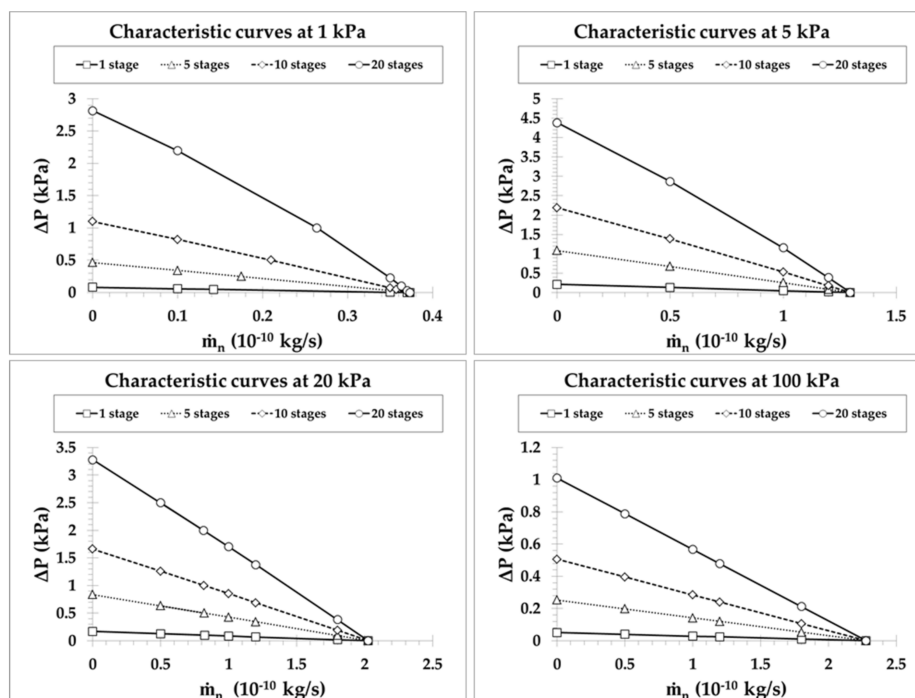 Characteristic curves at 1 kPa
1 stage 5 stages 10 stages 20 stages
3
2.5
2
1.5
1
0.5
0
ΔP (kPa)
0 0.1 0.2 0.3 0.4
ṁn (10-10 kg/s)
Characteristic curves at 5 kPa
1 stage 5 stages 10 stages 20 stages
5
4.5
4
3.5
3
2.5
2
1.5
1
0.5
0
ΔP (kPa)
0 0.5 1 1.5
ṁn (10-10 kg/s)
Characteristic curves at 20 kPa
1 stage 5 stages 10 stages 20 stages
3.5
3
2.5
2
1.5
1
0.5
0
ΔP (kPa)
0 0.5 1 1.5 2 2.5
ṁn (10-10 kg/s)
Characteristic curves at 100 kPa
1 stage 5 stages 10 stages 20 stages
1.2
1
0.8
0.6
0.4
0.2
0
ΔP (kPa)
0 0.5 1 1.5 2 2.5
ṁn (10-10 kg/s)